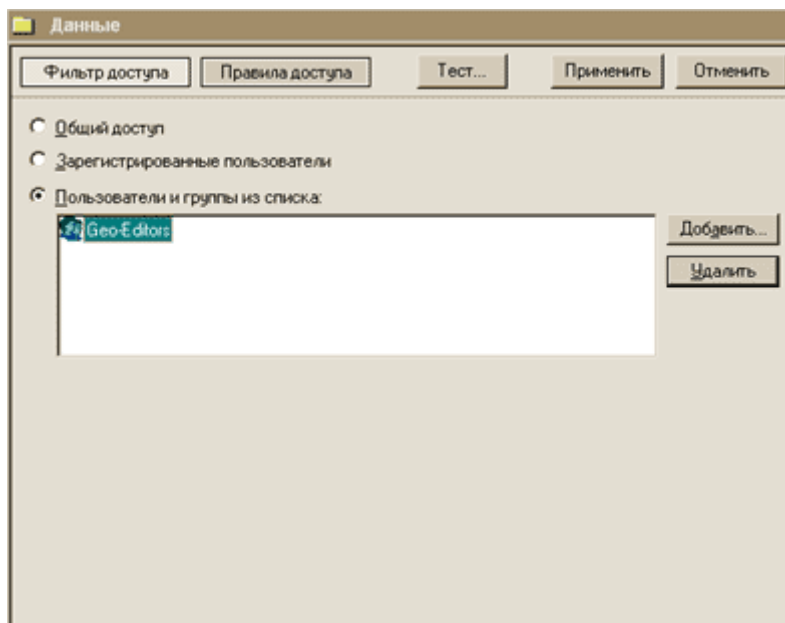 Данные
Фильтр доступа Правила доступа Тест... Применить Отменить
Общий доступ
Зарегистрированные пользователи
Пользователи и группы из списка:
Geo-Editors
Добавить...
Удалить